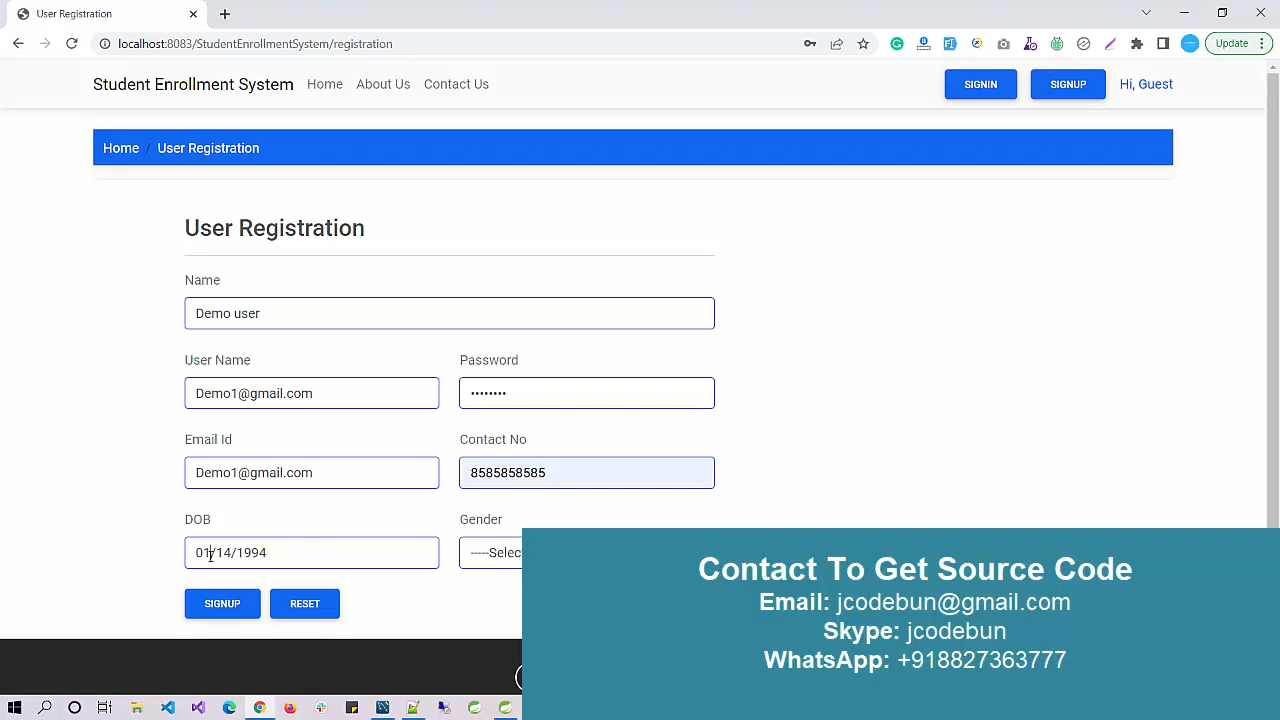 User Registration
localhost:8083/StudentEnrollmentSystem/registration
Update
Student Enrollment System Home About Us Contact Us SIGNIN SIGNUP Hi, Guest
Home / User Registration
User Registration
Name
Demo user
User Name Password
Demo1@gmail.com ••••••••
Email Id Contact No
Demo1@gmail.com 8585858585
DOB Gender
01/14/1994 -----Selec
SIGNUP RESET
Contact To Get Source Code
Email: jcodebun@gmail.com
Skype: jcodebun
WhatsApp: +918827363777